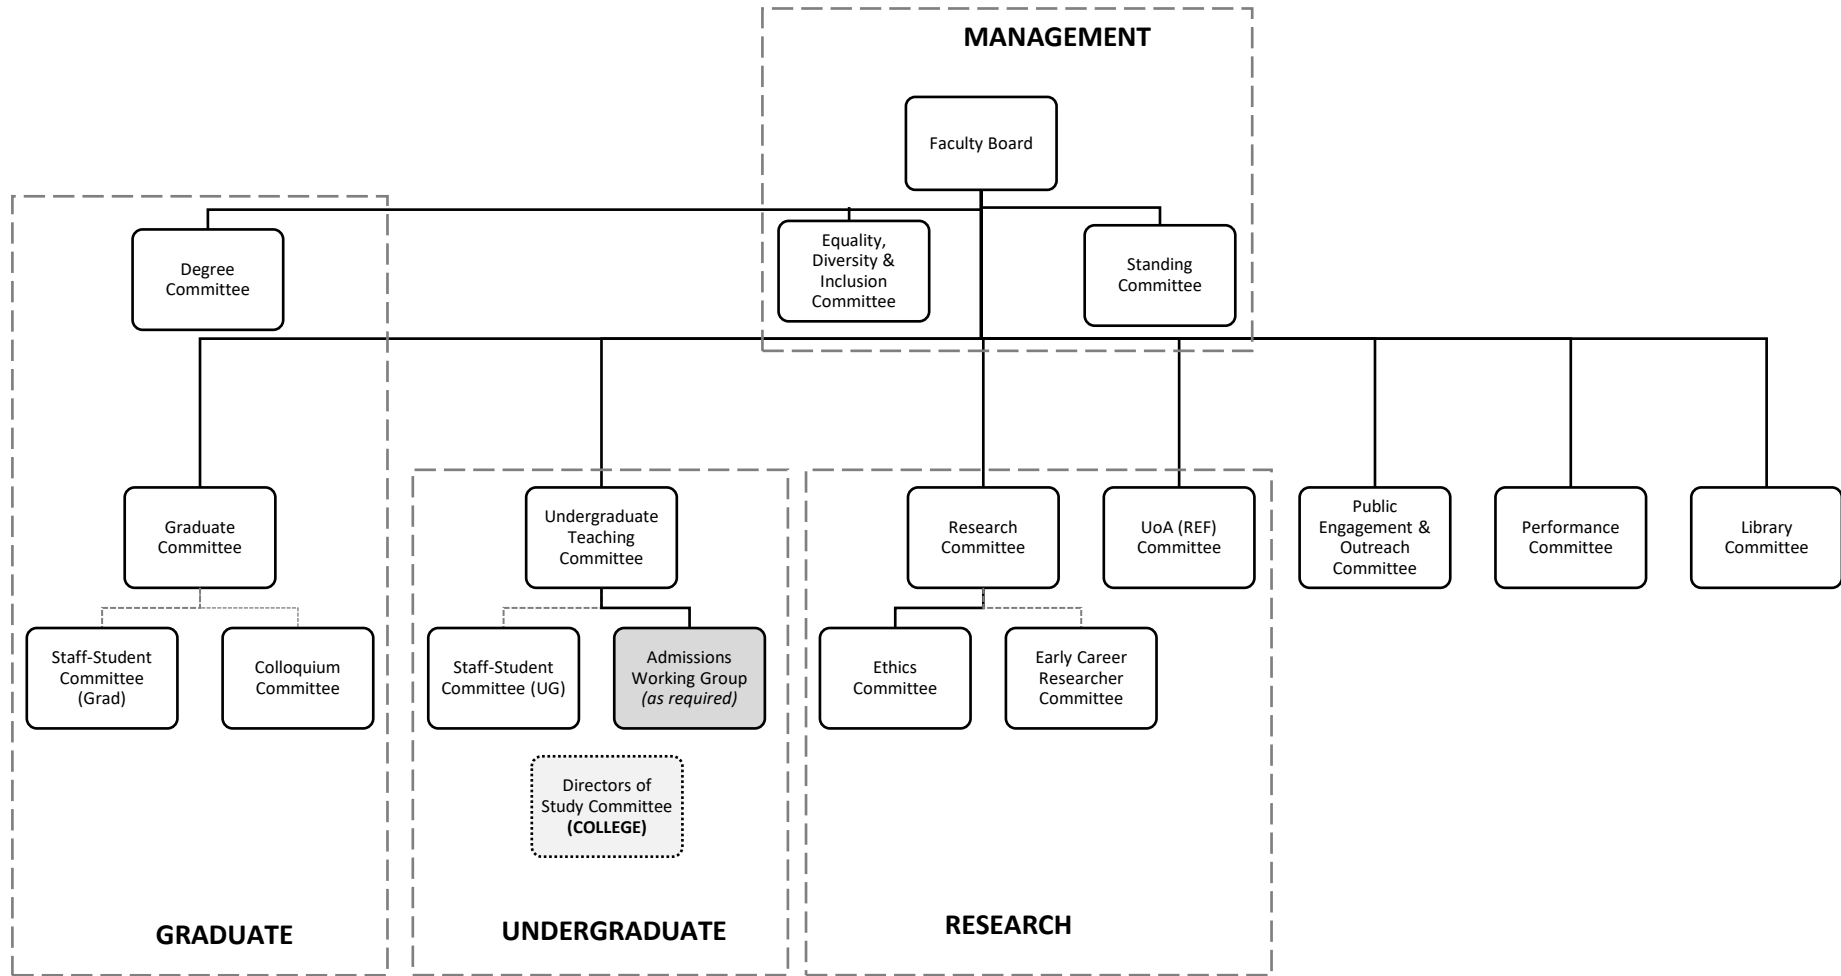 MANAGEMENT
Faculty Board
Degree
Committee
Equality,
Diversity &
Inclusion
Committee
Standing
Committee
Graduate
Committee
Undergraduate
Teaching
Committee
Research
Committee
UoA (REF)
Committee
Public
Engagement &
Outreach
Committee
Performance
Committee
Library
Committee
Staff-Student
Committee
(Grad)
Colloquium
Committee
Staff-Student
Committee (UG)
Admissions
Working Group
(as required)
Ethics
Committee
Early Career
Researcher
Committee
Directors of
Study Committee
(COLLEGE)
GRADUATE
UNDERGRADUATE
RESEARCH